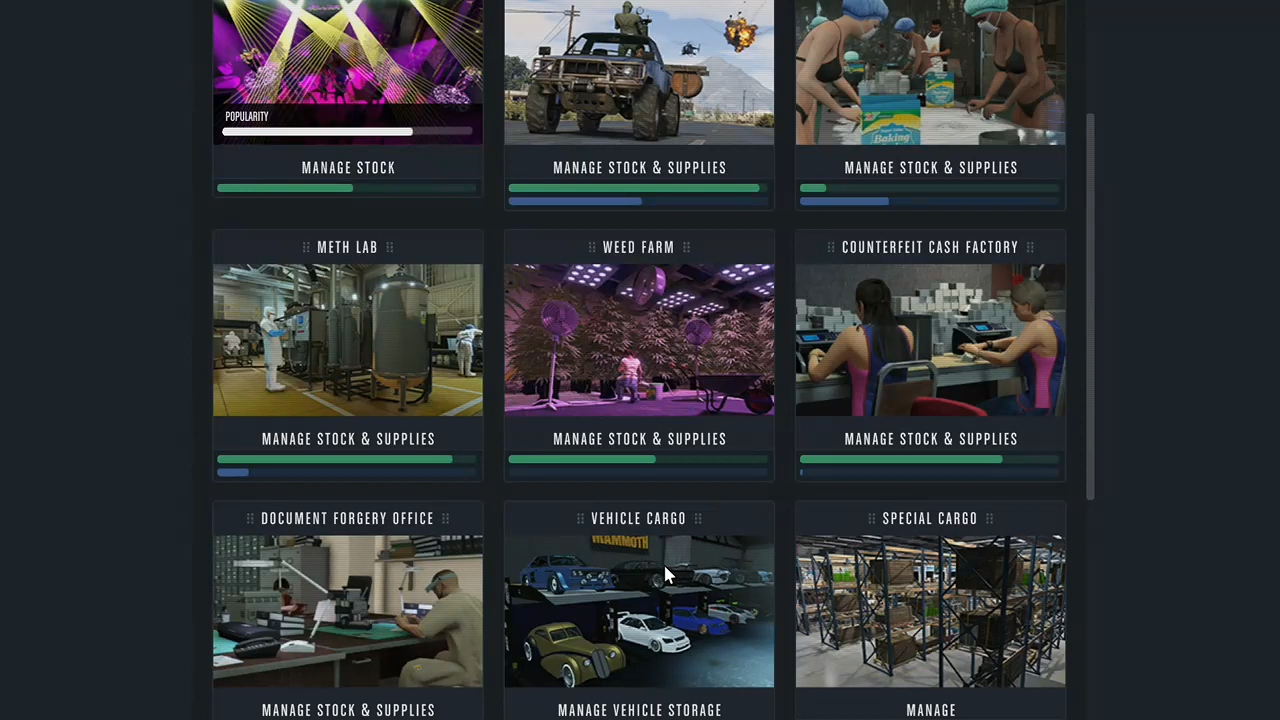 POPULARITY
MANAGE STOCK
MANAGE STOCK & SUPPLIES
MANAGE STOCK & SUPPLIES
METH LAB
WEED FARM
COUNTERFEIT CASH FACTORY
MANAGE STOCK & SUPPLIES
MANAGE STOCK & SUPPLIES
MANAGE STOCK & SUPPLIES
DOCUMENT FORGERY OFFICE
VEHICLE CARGO
SPECIAL CARGO
MAMMOTH
MANAGE STOCK & SUPPLIES
MANAGE VEHICLE STORAGE
MANAGE